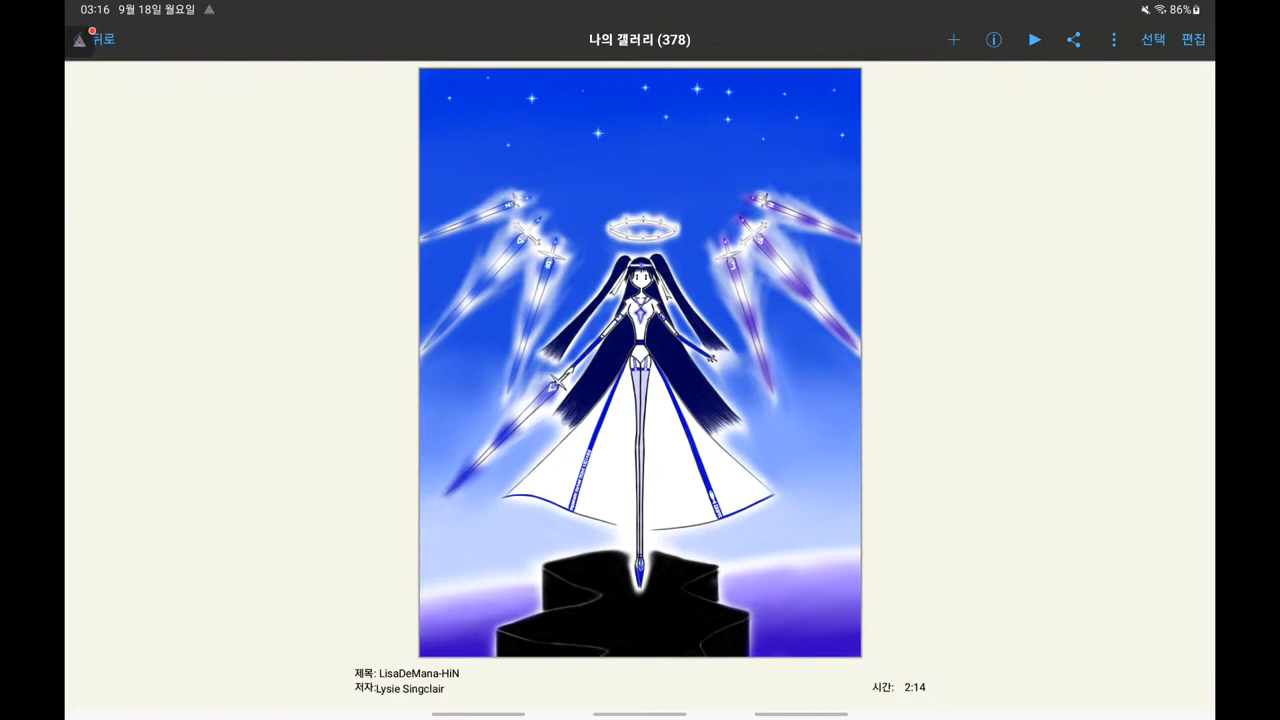 03:16 9월 18일 월요일
86%
뒤로
나의 갤러리 (378)
선택
편집
제목: LisaDeMana-HiN
저자:Lysie Singclair
시간: 2:14